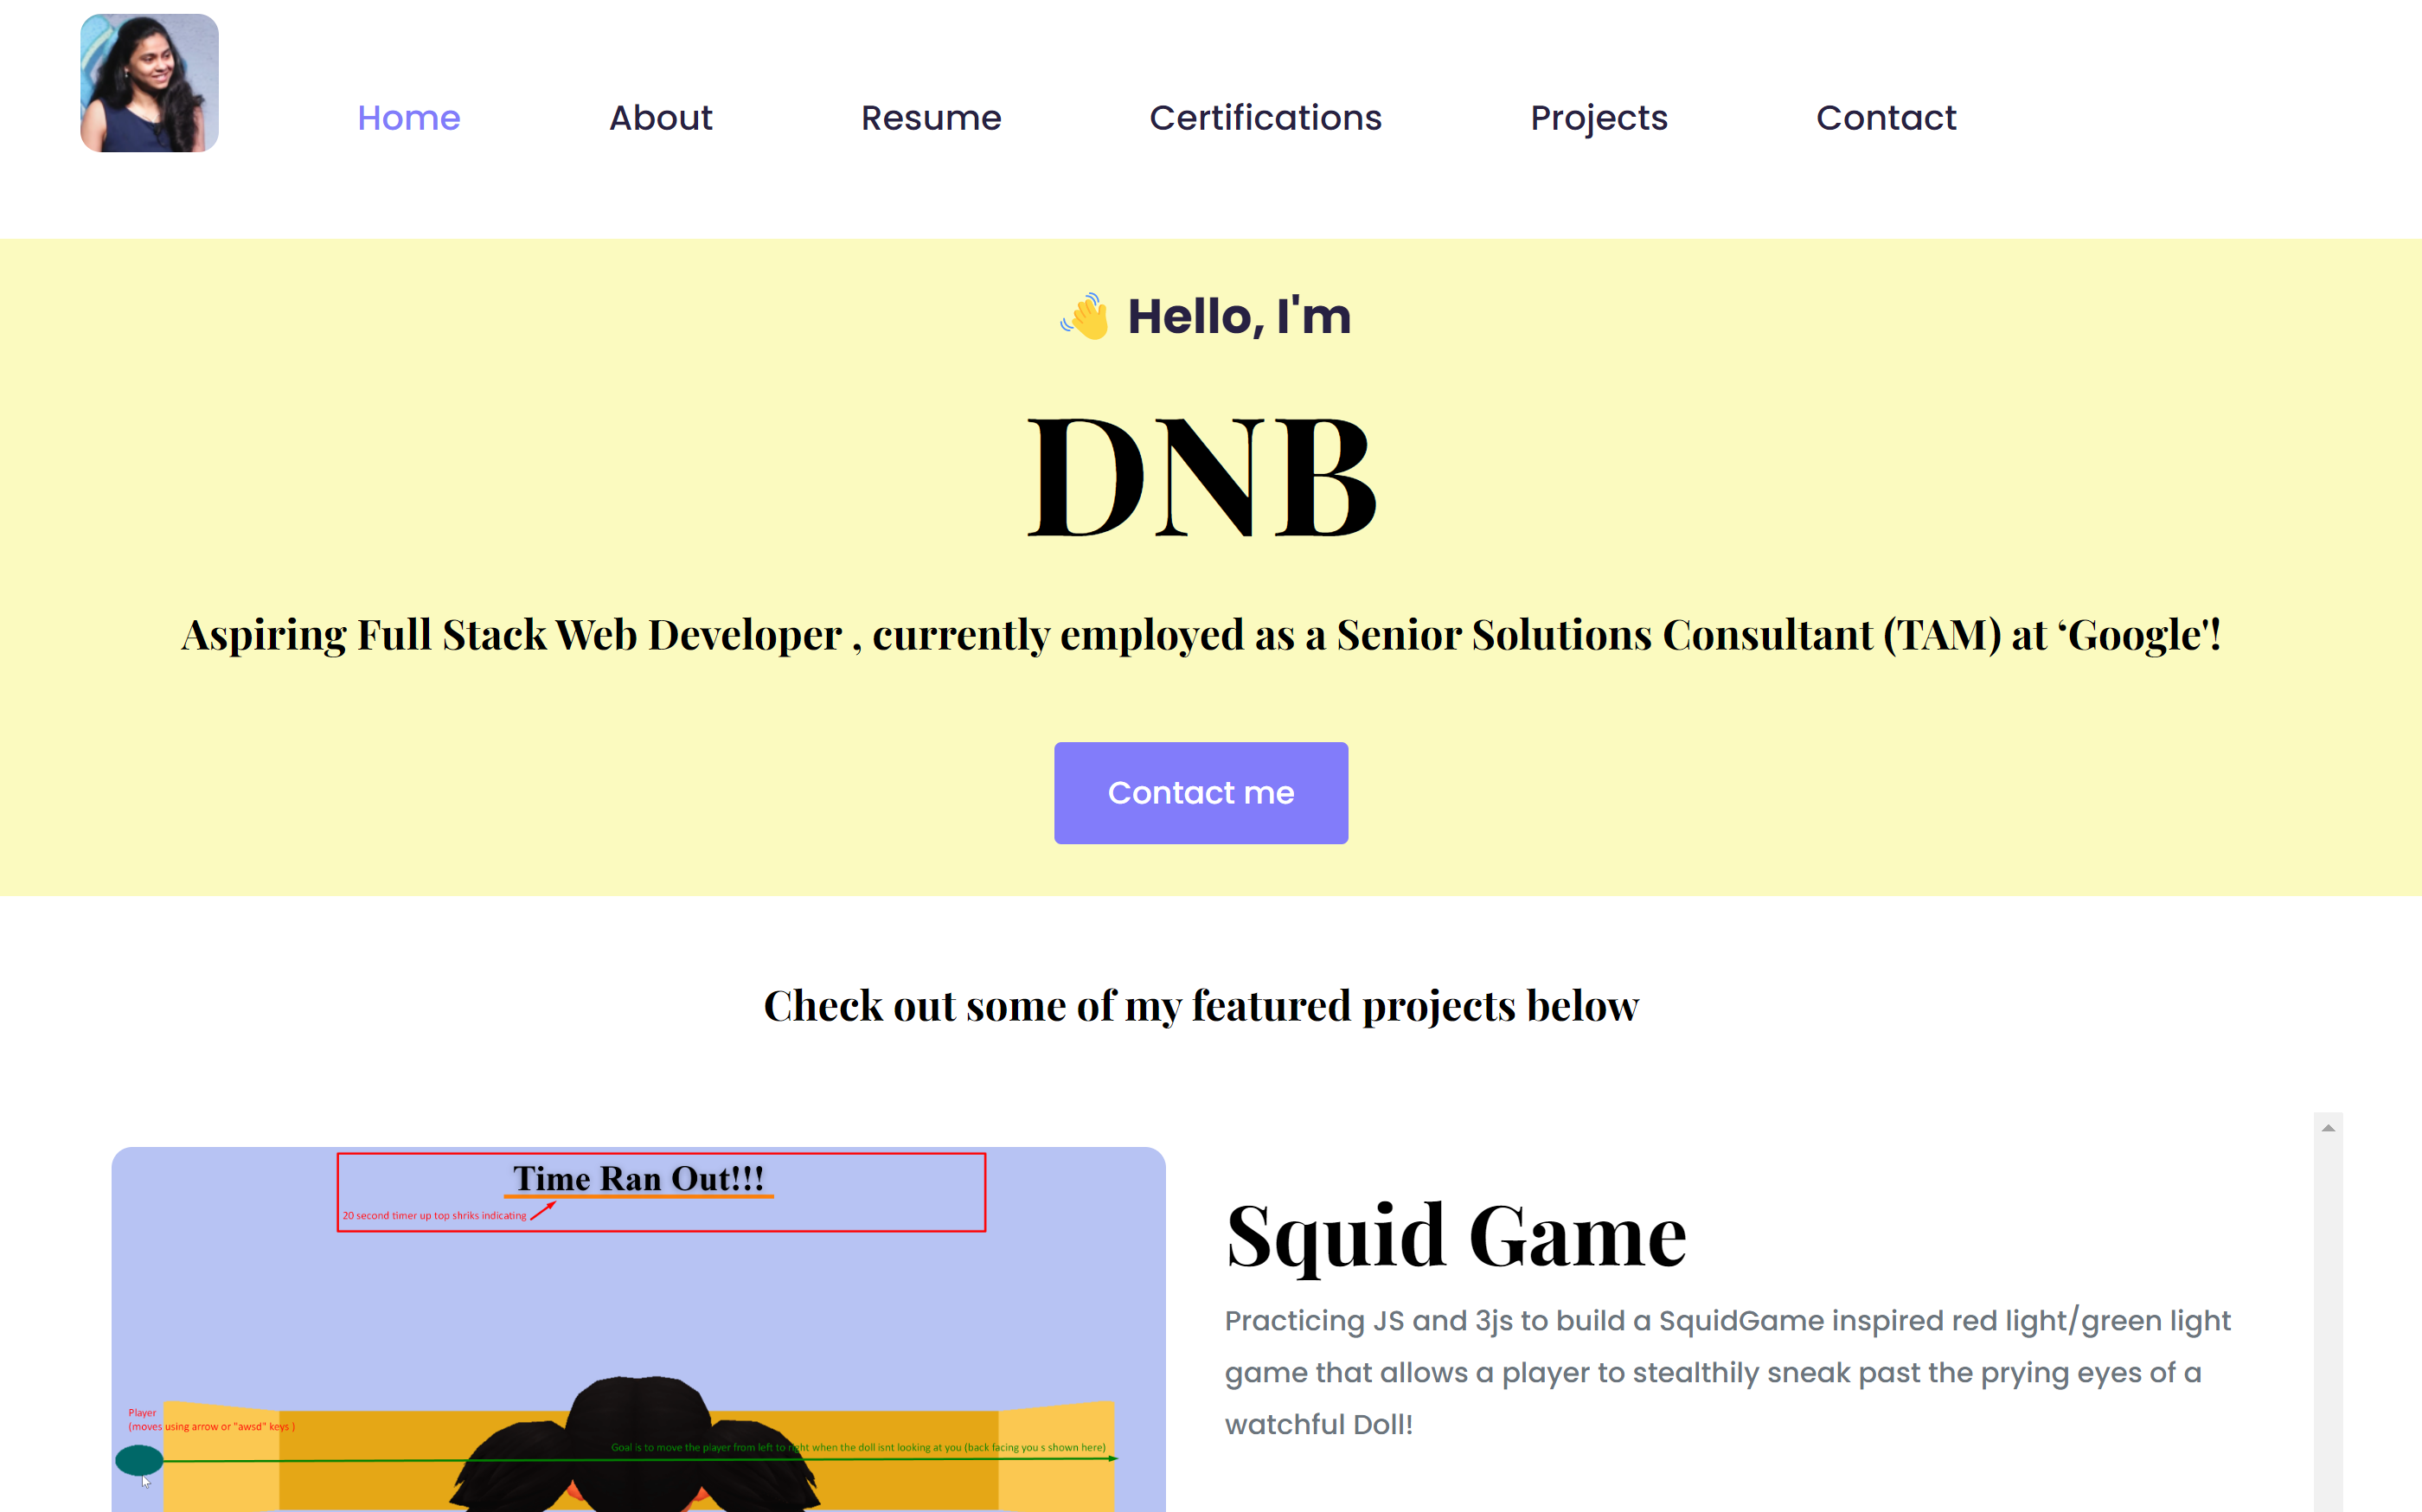 Home About Resume Certifications Projects Contact
👋 Hello, I'm
DNB
Aspiring Full Stack Web Developer , currently employed as a Senior Solutions Consultant (TAM) at ‘Google'!
Contact me
Check out some of my featured projects below
Time Ran Out!!!
20 second timer up top shriks indicating
Player
(moves using arrow or "awsd" keys )
Goal is to move the player from left to right when the doll isnt looking at you (back facing you s shown here)
Squid Game
Practicing JS and 3js to build a SquidGame inspired red light/green light
game that allows a player to stealthily sneak past the prying eyes of a
watchful Doll!